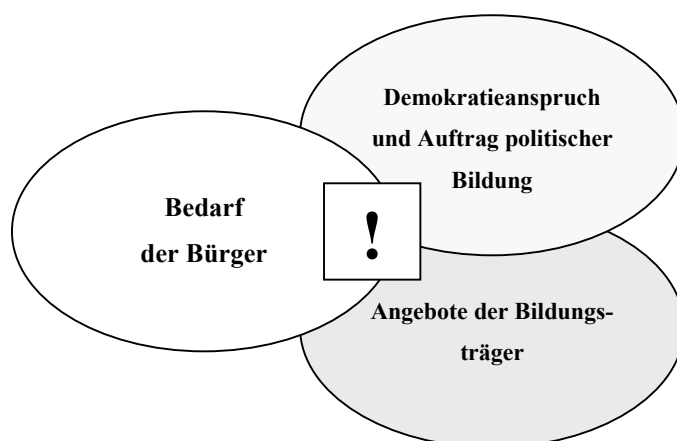 Demokratieanspruch
und Auftrag politischer
Bildung
Bedarf
der Bürger
!
Angebote der Bildungs-
träger